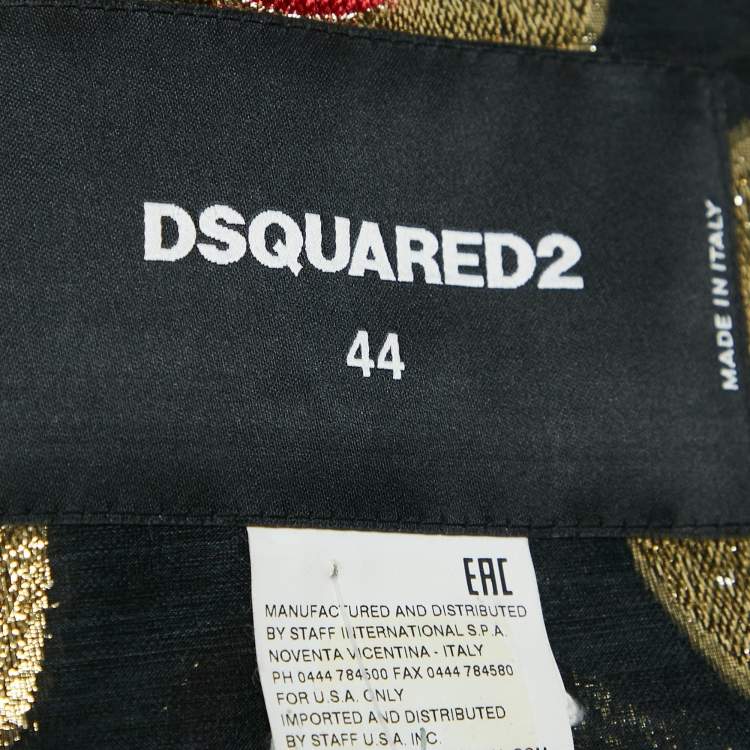 DSQUARED2
44
MADE IN ITALY
EAC
MANUFACTURED AND DISTRIBUTED
BY STAFF INTERNATIONAL S.P.A.
NOVENTA VICENTINA - ITALY
PH 0444 784500 FAX 0444 784580
FOR U.S.A. ONLY
IMPORTED AND DISTRIBUTED
BY STAFF U.S.A. INC.